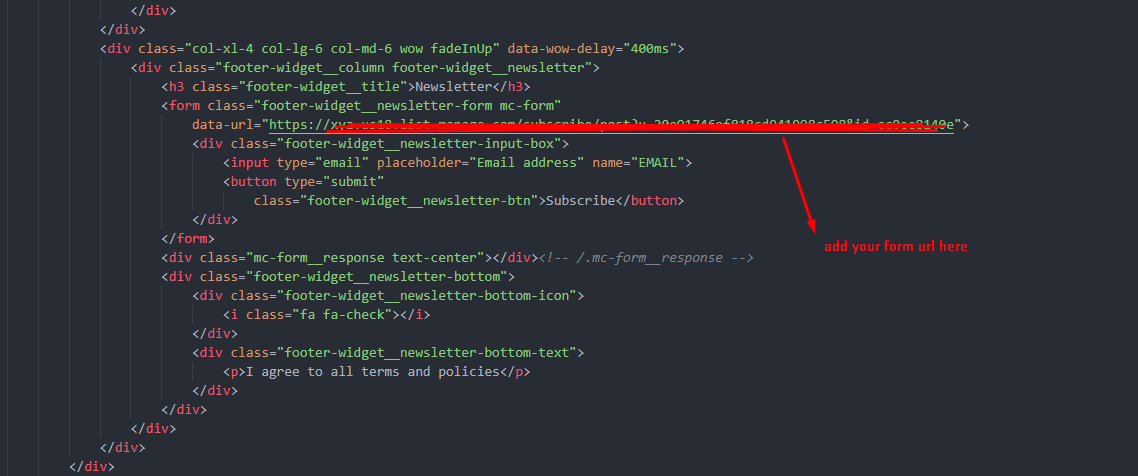 </div>
</div>
<div class="col-xl-4 col-lg-6 col-md-6 wow fadeInUp" data-wow-delay="400ms">
<div class="footer-widget__column footer-widget__newsletter">
<h3 class="footer-widget__title">Newsletter</h3>
<form class="footer-widget__newsletter-form mc-form"
data-url="https://
<div class="footer-widget__newsletter-input-box">
<input type="email" placeholder="Email address" name="EMAIL">
<button type="submit"
class="footer-widget__newsletter-btn">Subscribe</button>
</div>
add your form url here
</form>
<div class="mc-form__response text-center"></div><!-- /.mc-form__response -->
<div class="footer-widget__newsletter-bottom">
<div class="footer-widget__newsletter-bottom-icon">
<i class="fa fa-check"></i>
</div>
<div class="footer-widget__newsletter-bottom-text">
<p>I agree to all terms and policies</p>
</div>
</div>
</div>
</div>
</div>